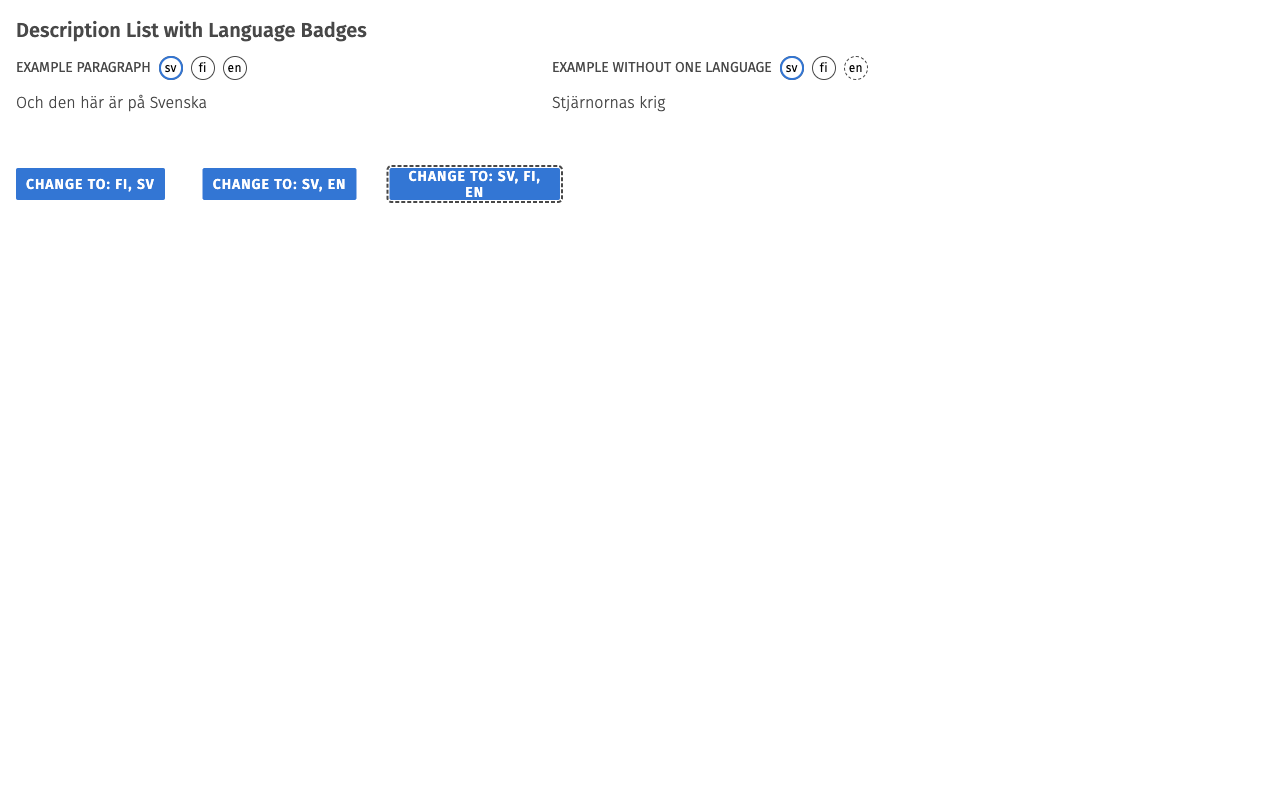 Description List with Language Badges
EXAMPLE PARAGRAPH sv fi en
Och den här är på Svenska
EXAMPLE WITHOUT ONE LANGUAGE sv fi en
Stjärnornas krig
CHANGE TO: FI, SV
CHANGE TO: SV, EN
CHANGE TO: SV, FI,
EN